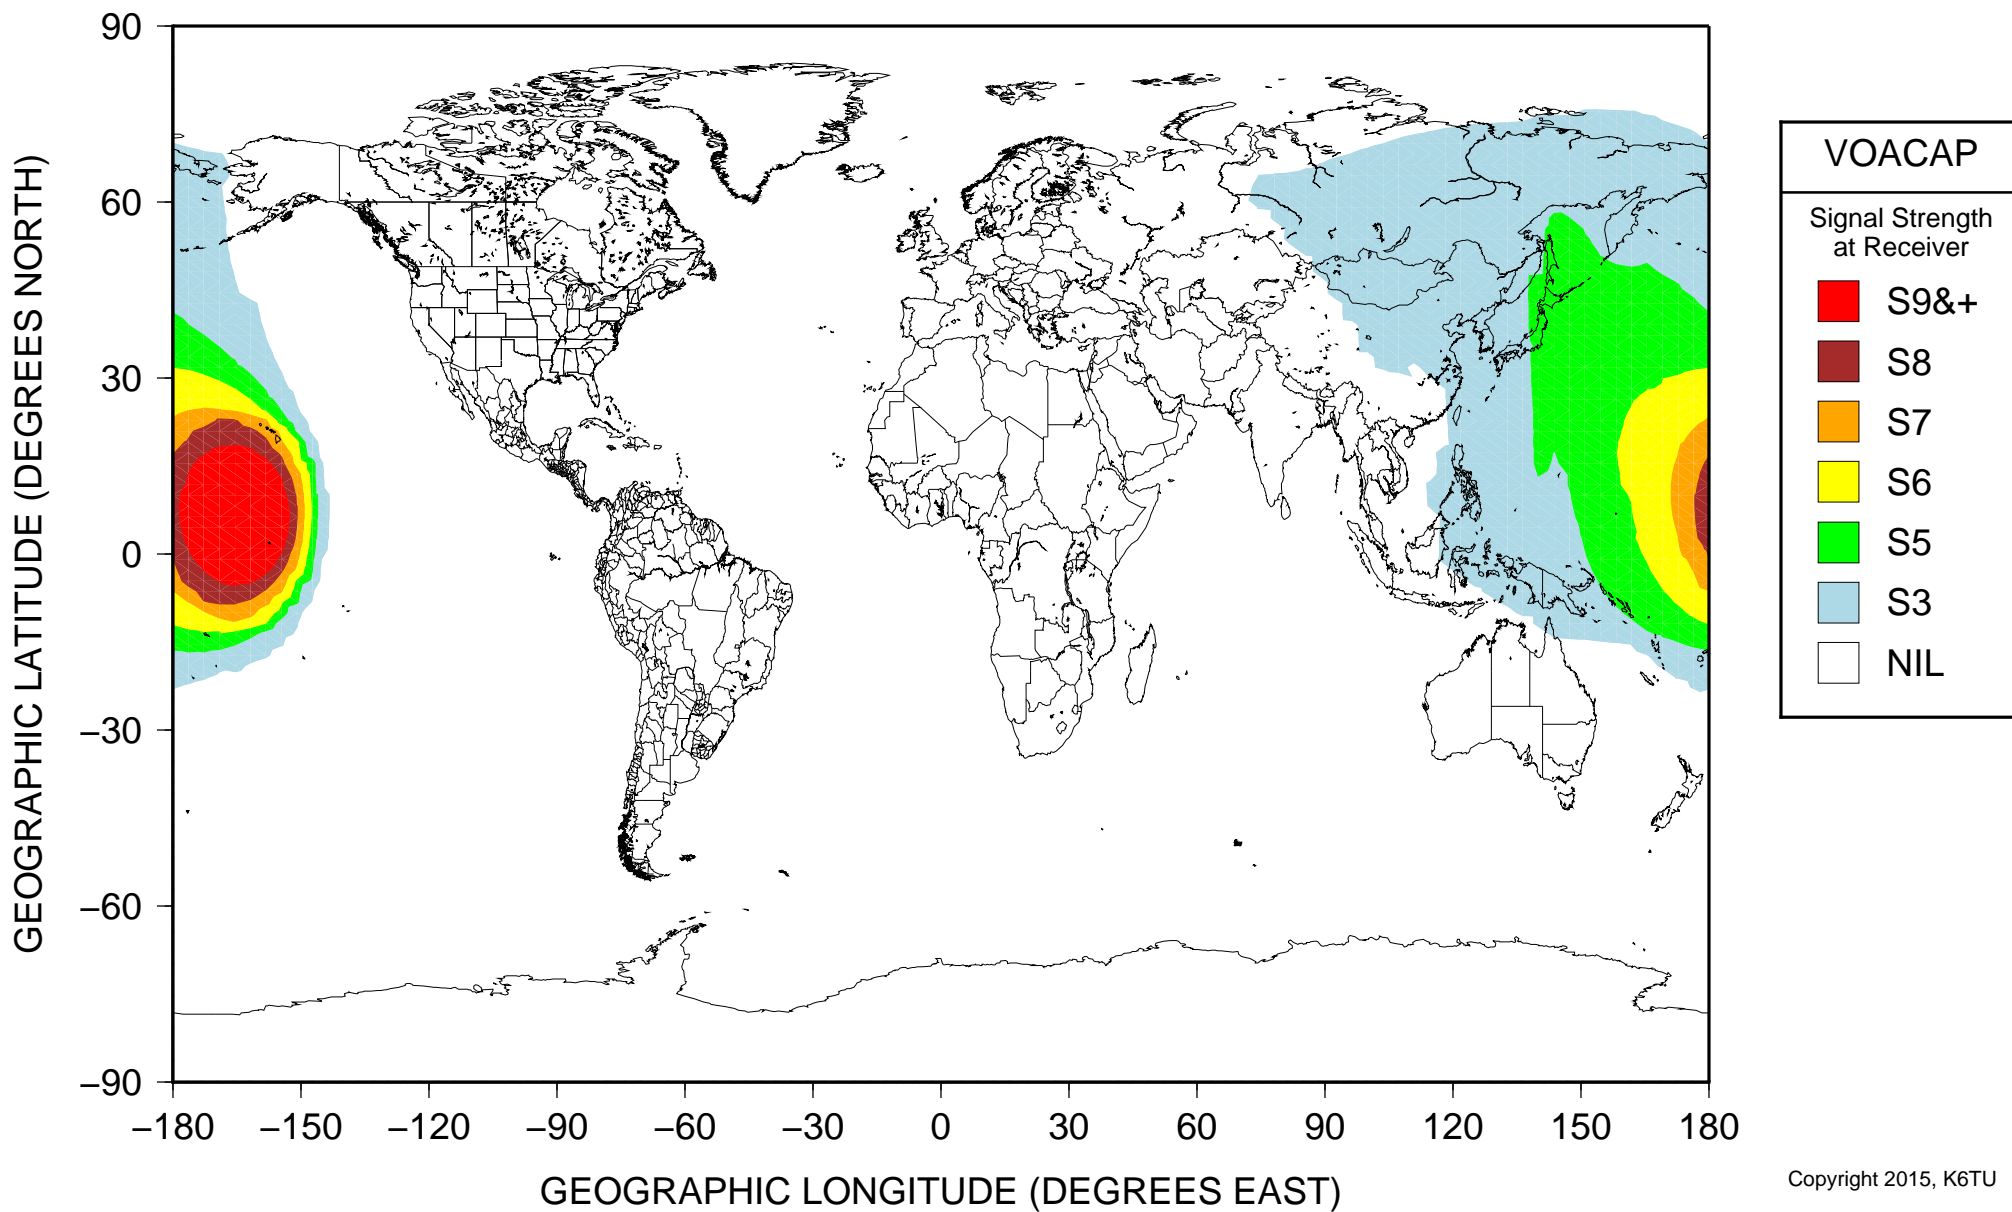 90
60
30
0
−30
−60
−90
GEOGRAPHIC LATITUDE (DEGREES NORTH)
−180 −150 −120 −90 −60 −30 0 30 60 90 120 150 180
GEOGRAPHIC LONGITUDE (DEGREES EAST)
VOACAP
Signal Strength
at Receiver
S9&+
S8
S7
S6
S5
S3
NIL
Copyright 2015, K6TU